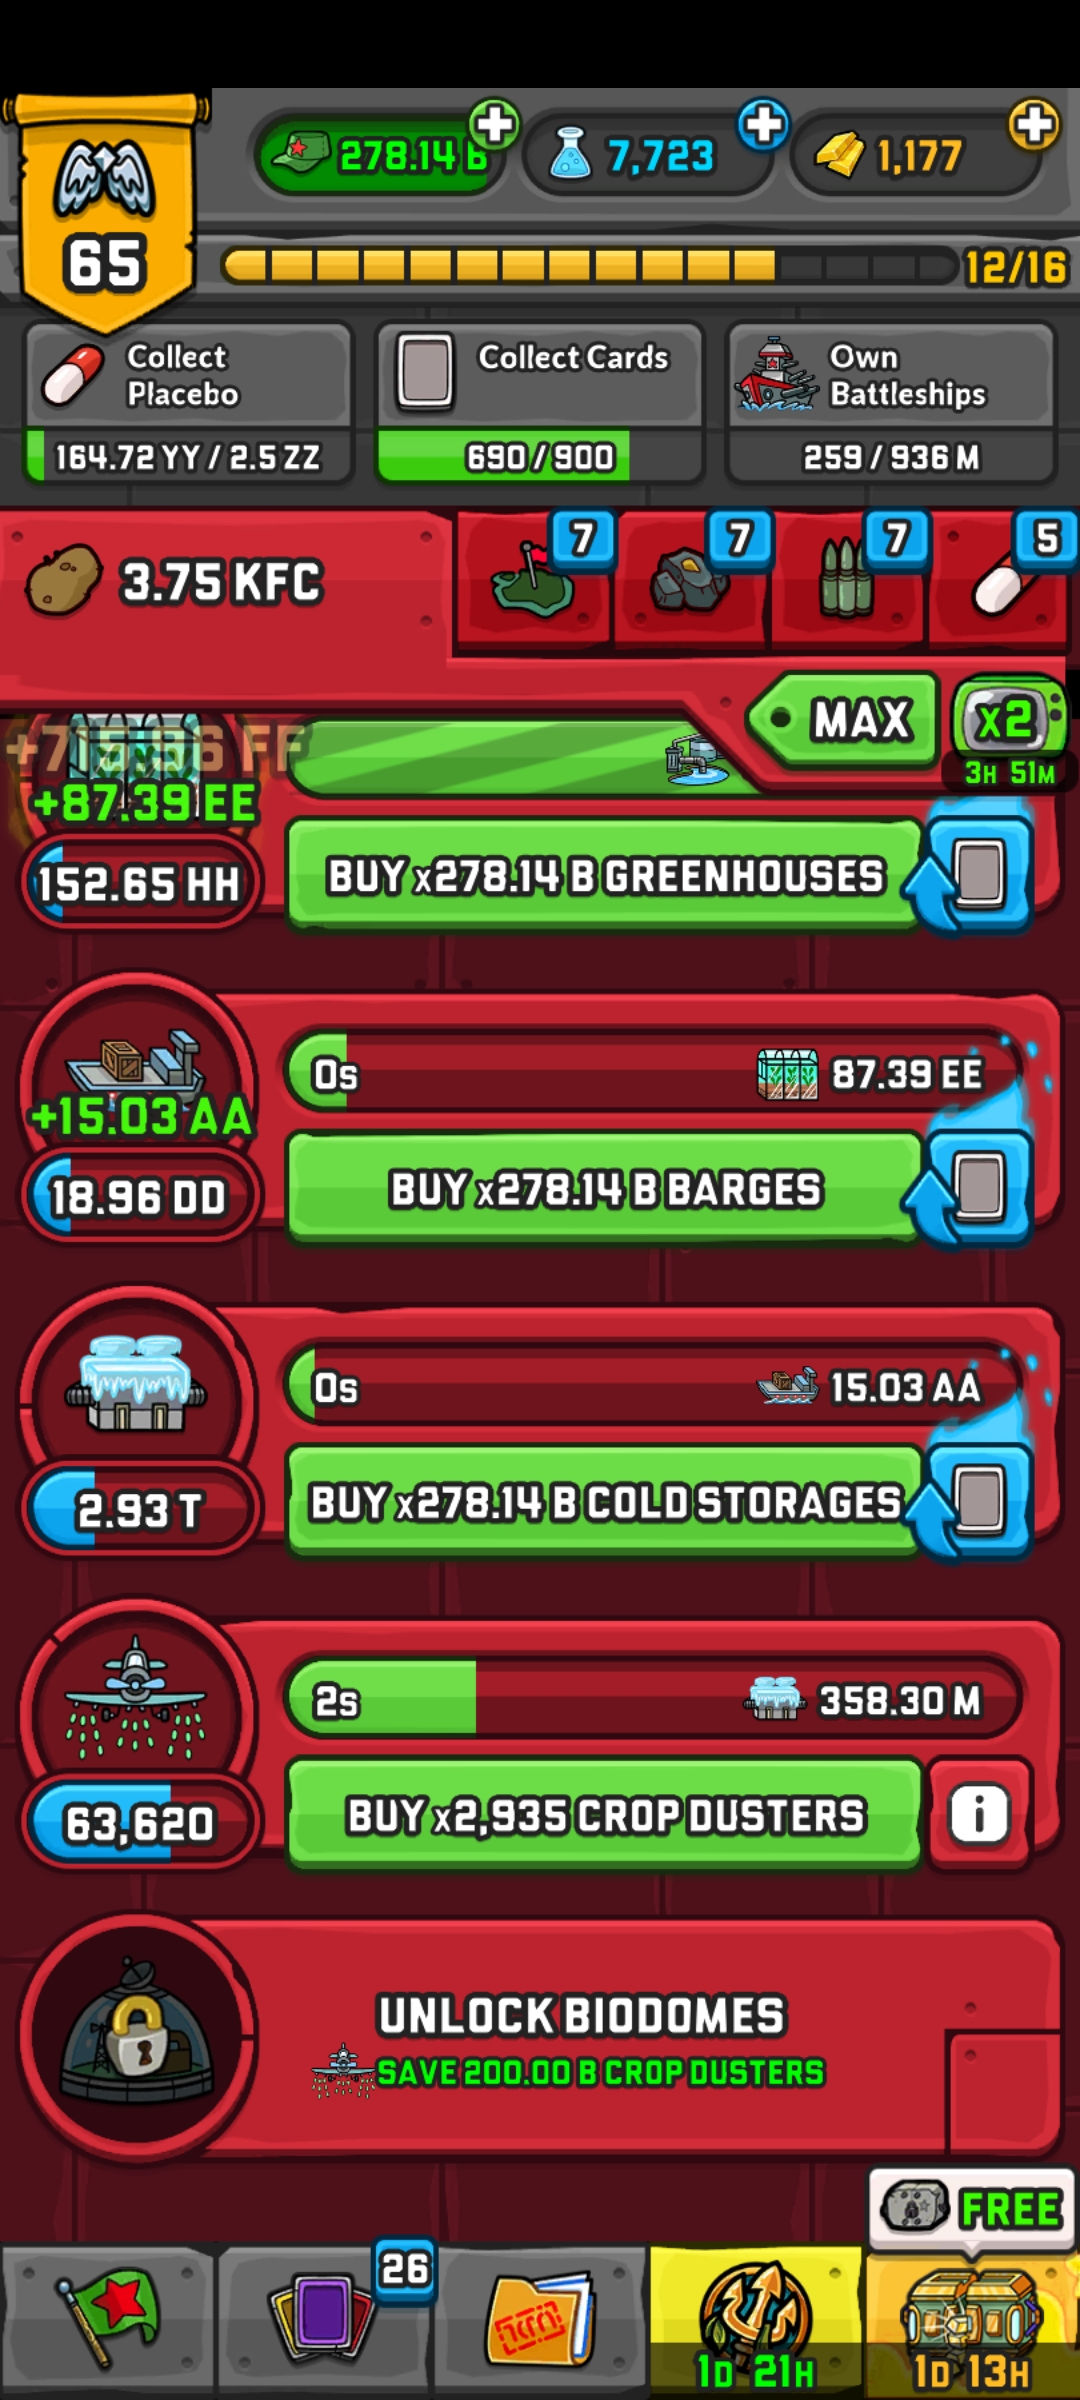 278.14 B
7,723
1,177
65
12/16
Collect
Placebo
Collect Cards
Own
Battleships
164.72 YY / 2.5 ZZ
690/900
259 / 936 M
3.75 KFC
7
7
7
5
MAX
x2
3H 51M
+87.39 EE
152.65 HH
BUY x278.14 B GREENHOUSES
+15.03 AA
0s
87.39 EE
18.96 DD
BUY x278.14 B BARGES
0s
15.03 AA
2.93 T
BUY x278.14 B COLD STORAGES
2s
358.30 M
63,620
BUY x2,935 CROP DUSTERS
i
UNLOCK BIODOMES
SAVE 200.00 B CROP DUSTERS
FREE
26
1D 21H
1D 13H